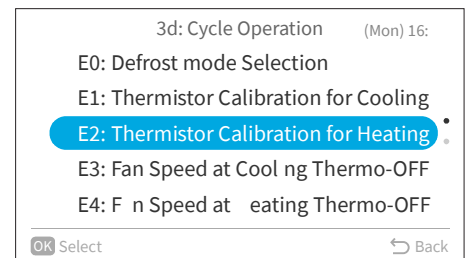 3d: Cycle Operation (Mon) 16:
E0: Defrost mode Selection
E1: Thermistor Calibration for Cooling
E2: Thermistor Calibration for Heating
E3: Fan Speed at Cool ng Thermo-OFF
E4: F n Speed at eating Thermo-OFF
OK Select Back